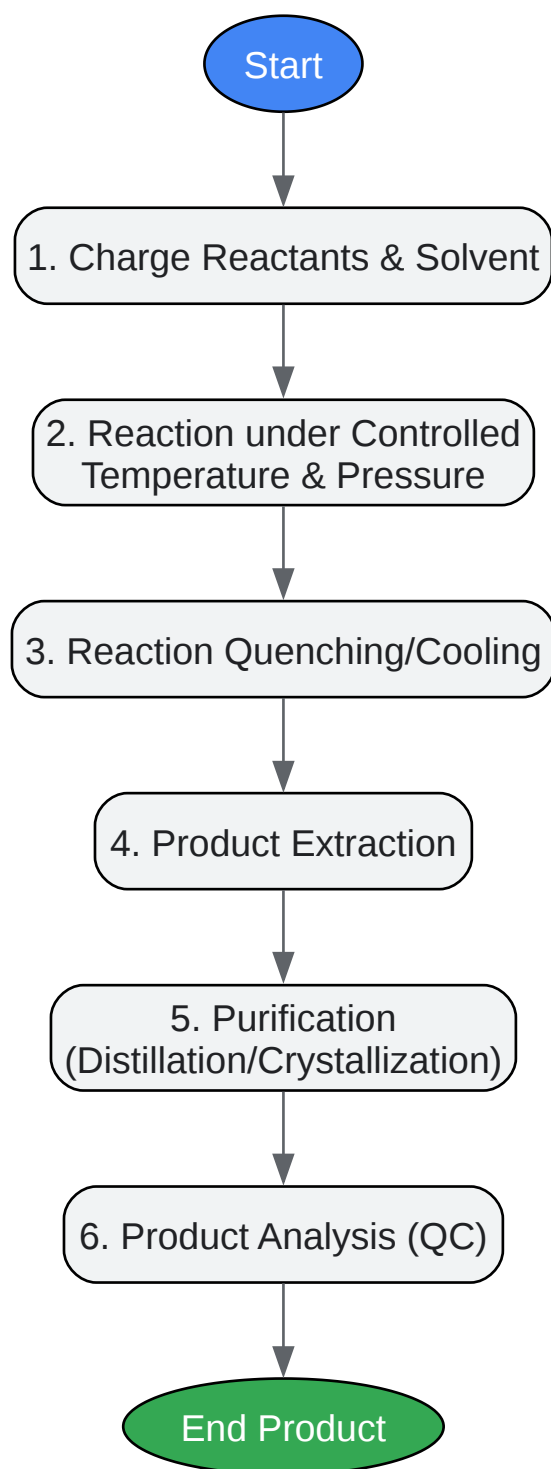 Start
1. Charge Reactants & Solvent
2. Reaction under Controlled
Temperature & Pressure
3. Reaction Quenching/Cooling
4. Product Extraction
5. Purification
(Distillation/Crystallization)
6. Product Analysis (QC)
End Product